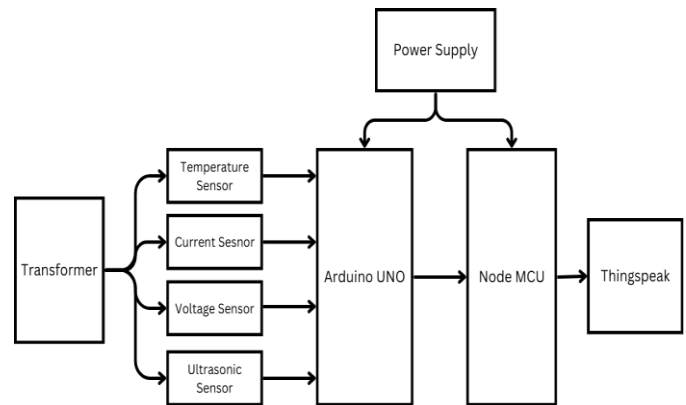 Power Supply
Temperature
Sensor
Current Sesnor
Transformer
Arduino UNO
Node MCU
Thingspeak
Voltage Sensor
Ultrasonic
Sensor